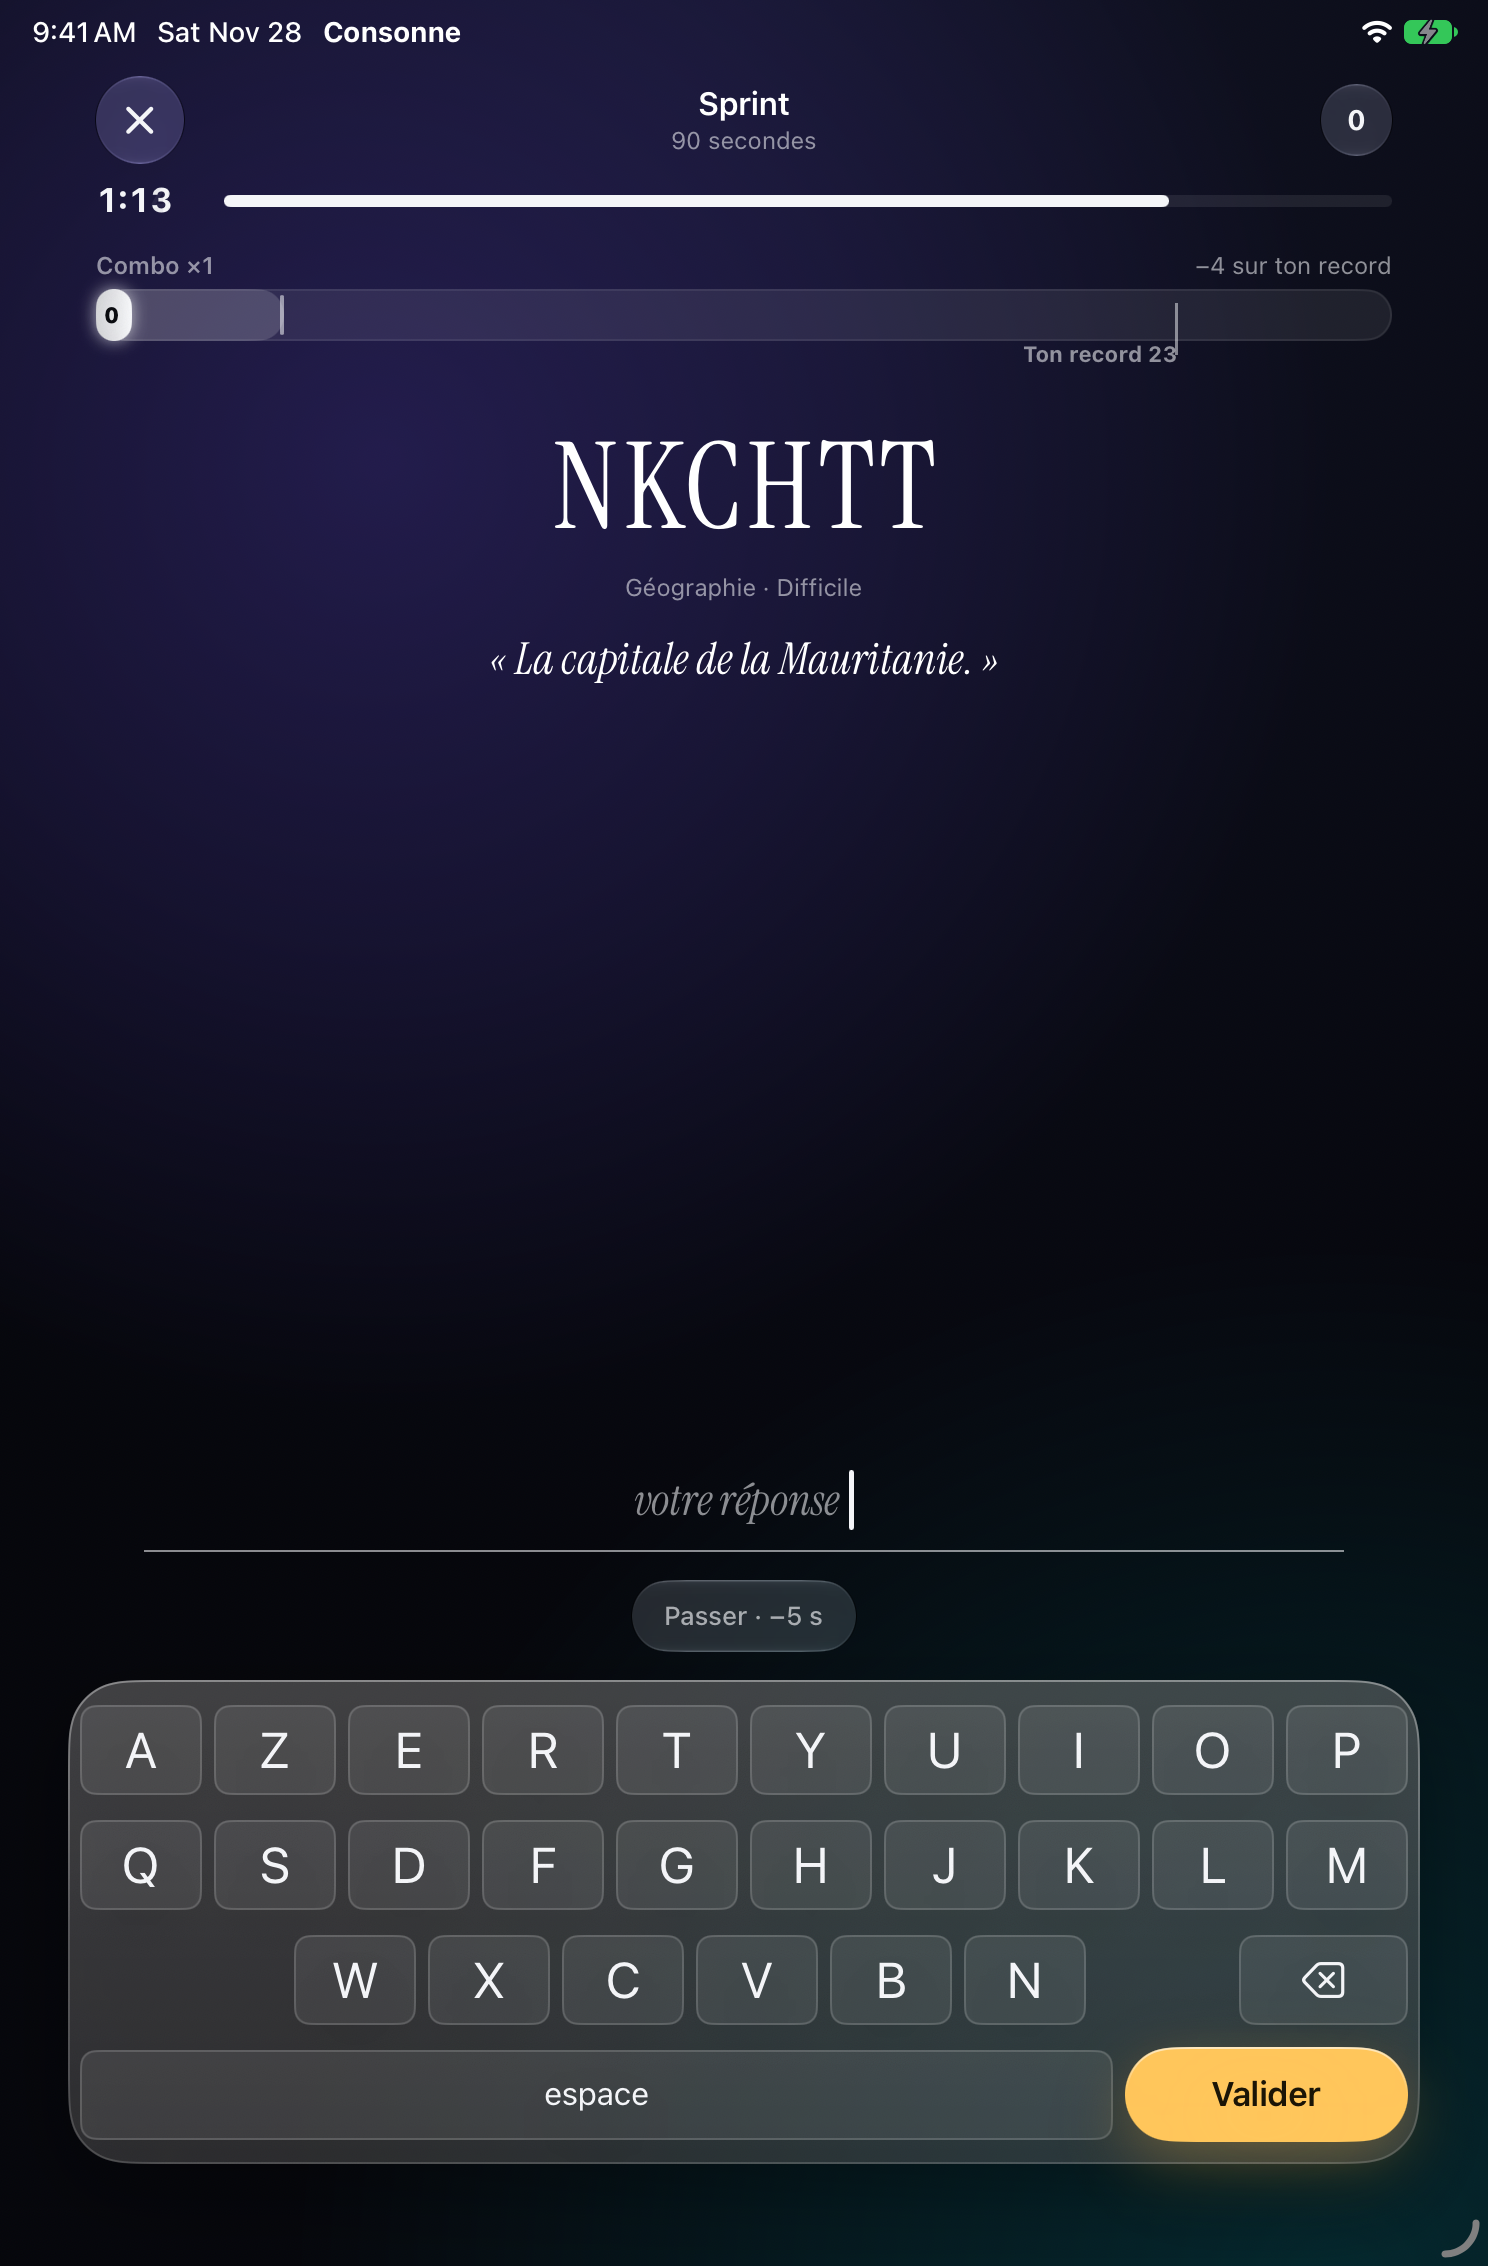 9:41 AM Sat Nov 28 Consonne
Sprint
90 secondes
0
1:13
Combo ×1
–4 sur ton record
0
Ton record 23
NKCHTT
Géographie · Difficile
« La capitale de la Mauritanie. »
votre réponse
Passer · –5 s
A Z E R T Y U I O P
Q S D F G H J K L M
W X C V B N
espace
Valider